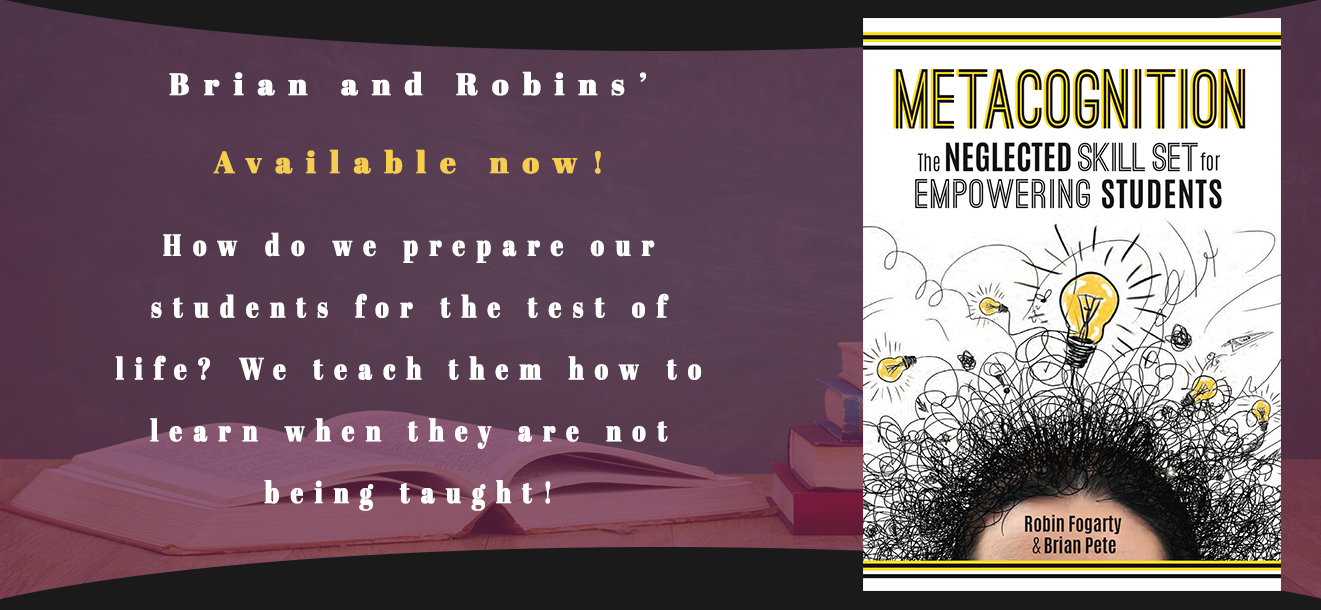 Brian and Robins’
Available now!
How do we prepare our
students for the test of
life? We teach them how to
learn when they are not
being taught!
METACOGNITION
The NEGLECTED SKILL SET for
EMPOWERING STUDENTS
Robin Fogarty
& Brian Pete